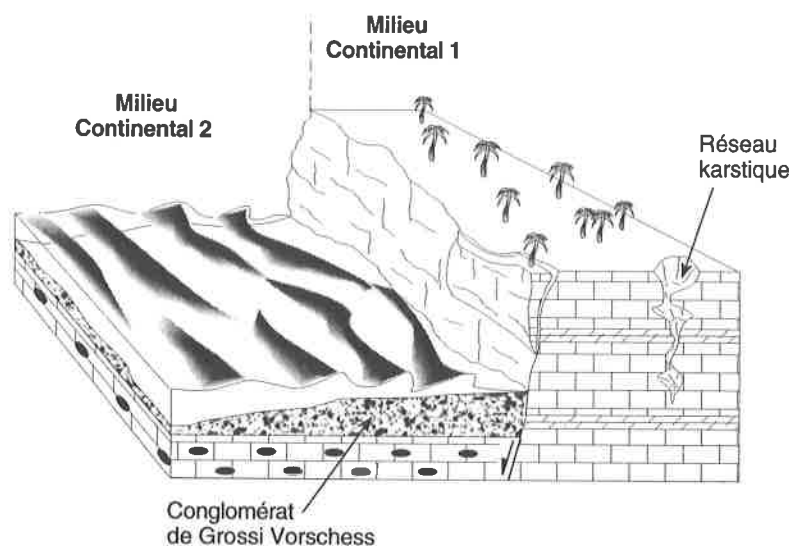 Milieu
Continental 1
Milieu
Continental 2
Réseau
karstique
Conglomérat
de Grossi Vorschess